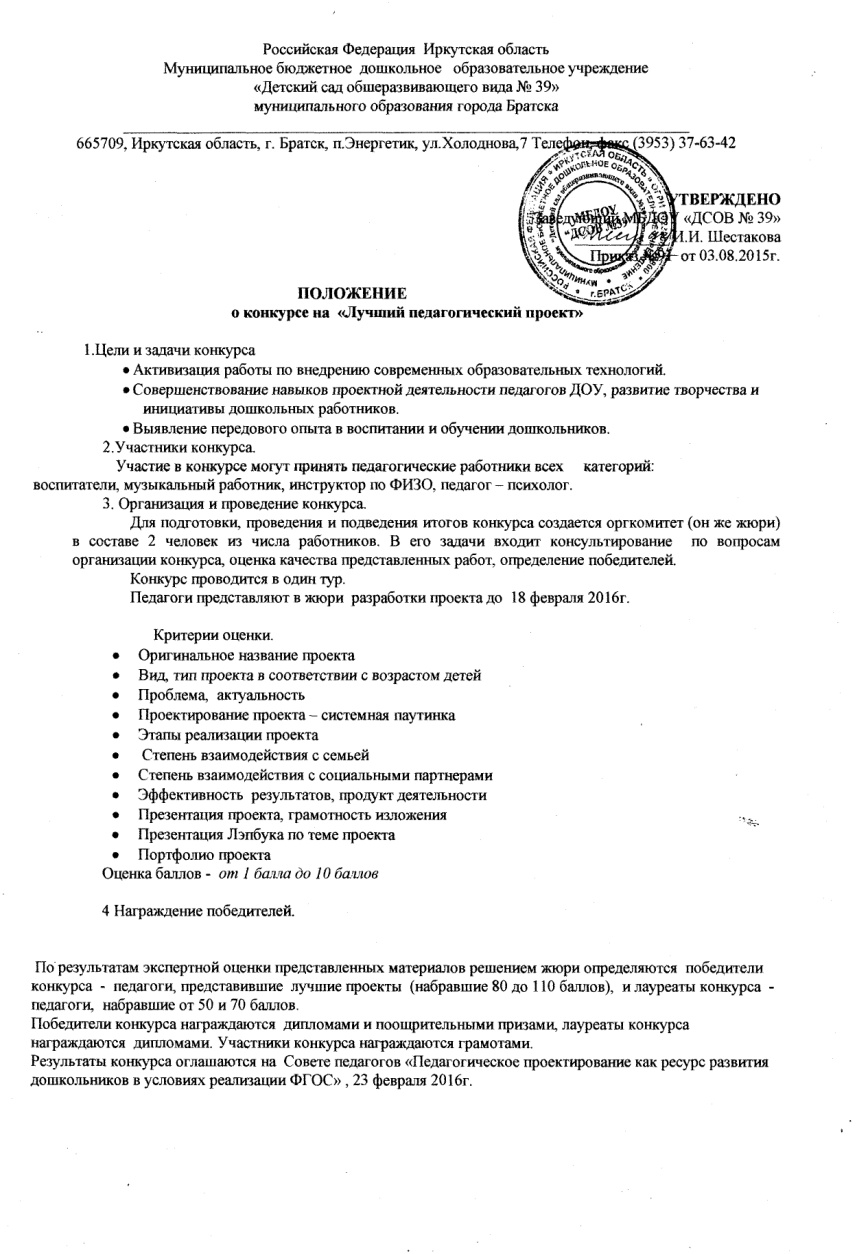 Российская Федерация Иркутская область
Муниципальное бюджетное дошкольное образовательное учреждение
«Детский сад обшеразвивающего вида № 39»
муниципального образования города Братска
665709, Иркутская область, г. Братск, п.Энергетик, ул.Холоднова,7 Телефон, факс (3953) 37-63-42
УТВЕРЖДЕНО
Заведующий МБДОУ «ДСОВ № 39»
И.И. Шестакова
Приказ от 03.08.2015г.
МБДОУ
"ДСОВ №39"
г.БРАТСК
ПОЛОЖЕНИЕ
о конкурсе на «Лучший педагогический проект»
1.Цели и задачи конкурса
• Активизация работы по внедрению современных образовательных технологий.
• Совершенствование навыков проектной деятельности педагогов ДОУ, развитие творчества и
инициативы дошкольных работников.
• Выявление передового опыта в воспитании и обучении дошкольников.
2.Участники конкурса.
Участие в конкурсе могут принять педагогические работники всех категорий:
воспитатели, музыкальный работник, инструктор по ФИЗО, педагог – психолог.
3. Организация и проведение конкурса.
Для подготовки, проведения и подведения итогов конкурса создается оргкомитет (он же жюри)
в составе 2 человек из числа работников. В его задачи входит консультирование по вопросам
организации конкурса, оценка качества представленных работ, определение победителей.
Конкурс проводится в один тур.
Педагоги представляют в жюри разработки проекта до 18 февраля 2016г.
Критерии оценки.
• Оригинальное название проекта
• Вид, тип проекта в соответствии с возрастом детей
• Проблема, актуальность
• Проектирование проекта – системная паутинка
• Этапы реализации проекта
• Степень взаимодействия с семьей
• Степень взаимодействия с социальными партнерами
• Эффективность результатов, продукт деятельности
• Презентация проекта, грамотность изложения
• Презентация Лэпбука по теме проекта
• Портфолио проекта
Оценка баллов - от 1 балла до 10 баллов
4 Награждение победителей.
По результатам экспертной оценки представленных материалов решением жюри определяются победители
конкурса - педагоги, представившие лучшие проекты (набравшие 80 до 110 баллов), и лауреаты конкурса -
педагоги, набравшие от 50 и 70 баллов.
Победители конкурса награждаются дипломами и поощрительными призами, лауреаты конкурса
награждаются дипломами. Участники конкурса награждаются грамотами.
Результаты конкурса оглашаются на Совете педагогов «Педагогическое проектирование как ресурс развития
дошкольников в условиях реализации ФГОС» , 23 февраля 2016г.